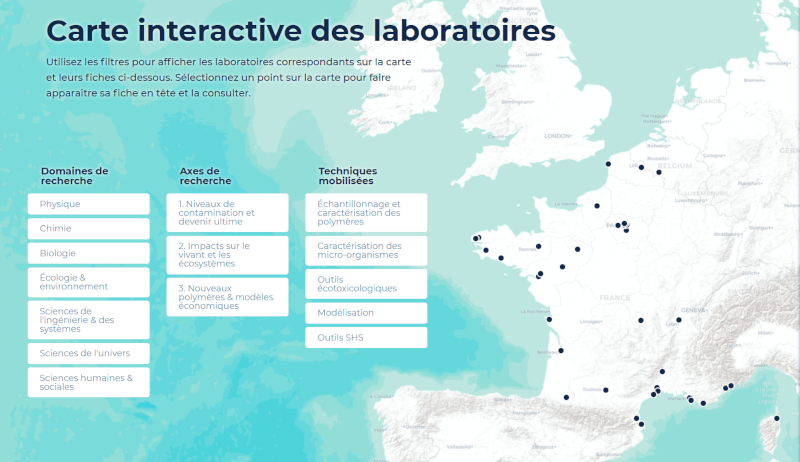 Carte interactive des laboratoires
Utilisez les filtres pour afficher les laboratoires correspondants sur la carte
et leurs fiches ci-dessous. Sélectionnez un point sur la carte pour faire
apparaître sa fiche en tête et la consulter.
Domaines de
recherche
Physique
Chimie
Biologie
Écologie &
environnement
Sciences de
l'ingénierie & des
systèmes
Sciences de l'univers
Sciences humaines &
sociales
Axes de
recherche
1. Niveaux de
contamination et
devenir ultime
2. Impacts sur le
vivant et les
écosystèmes
3. Nouveaux
polymères & modèles
économiques
Techniques
mobilisées
Échantillonnage et
caractérisation des
polymères
Caractérisation des
micro-organismes
Outils
écotoxicologiques
Modélisation
Outils SHS
LONDON
BELGIUM
FRANCE
GENEVA